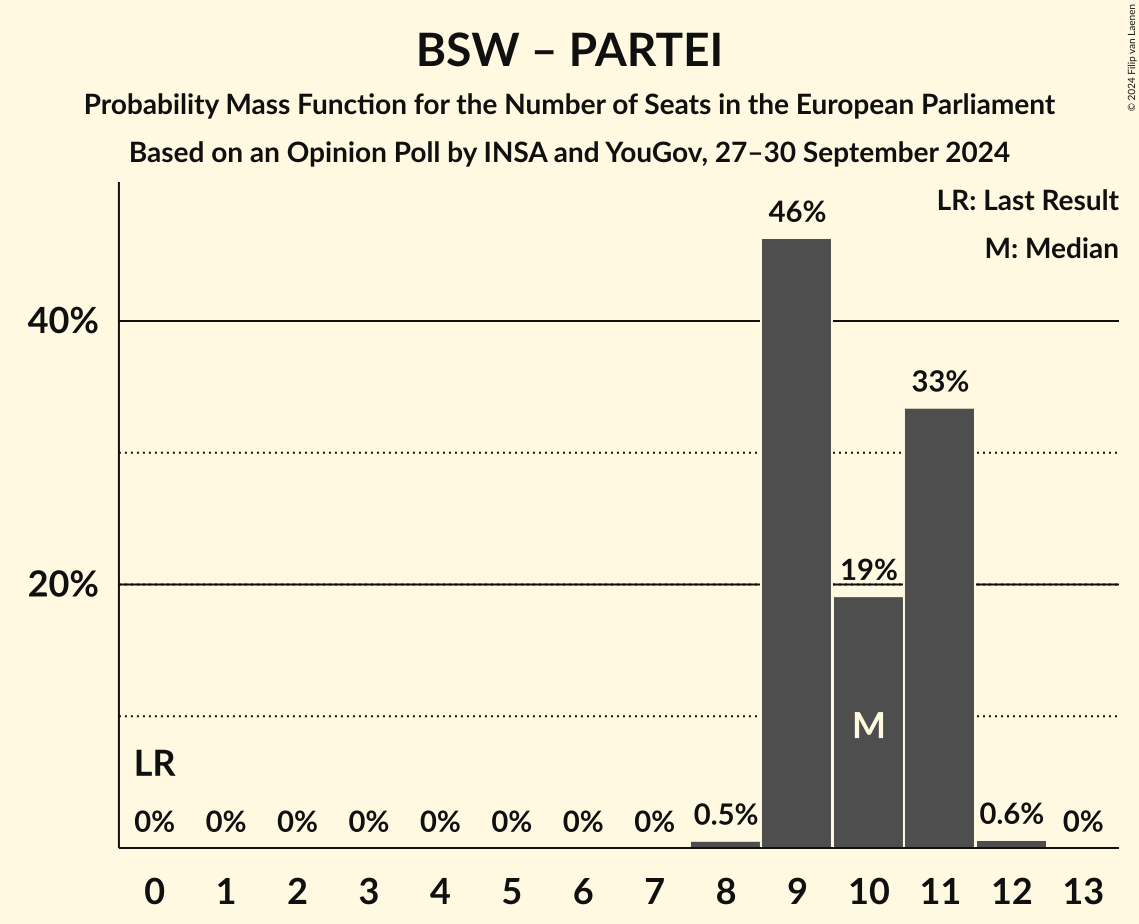 BSW – PARTEI
Probability Mass Function for the Number of Seats in the European Parliament
Based on an Opinion Poll by INSA and YouGov, 27–30 September 2024
© 2024 Filip van Laenen
LR: Last Result
M: Median
46%
40%
33%
20%
19%
M
LR
0% 0% 0% 0% 0% 0% 0% 0% 0.5% 0.6% 0%
0 1 2 3 4 5 6 7 8 9 10 11 12 13